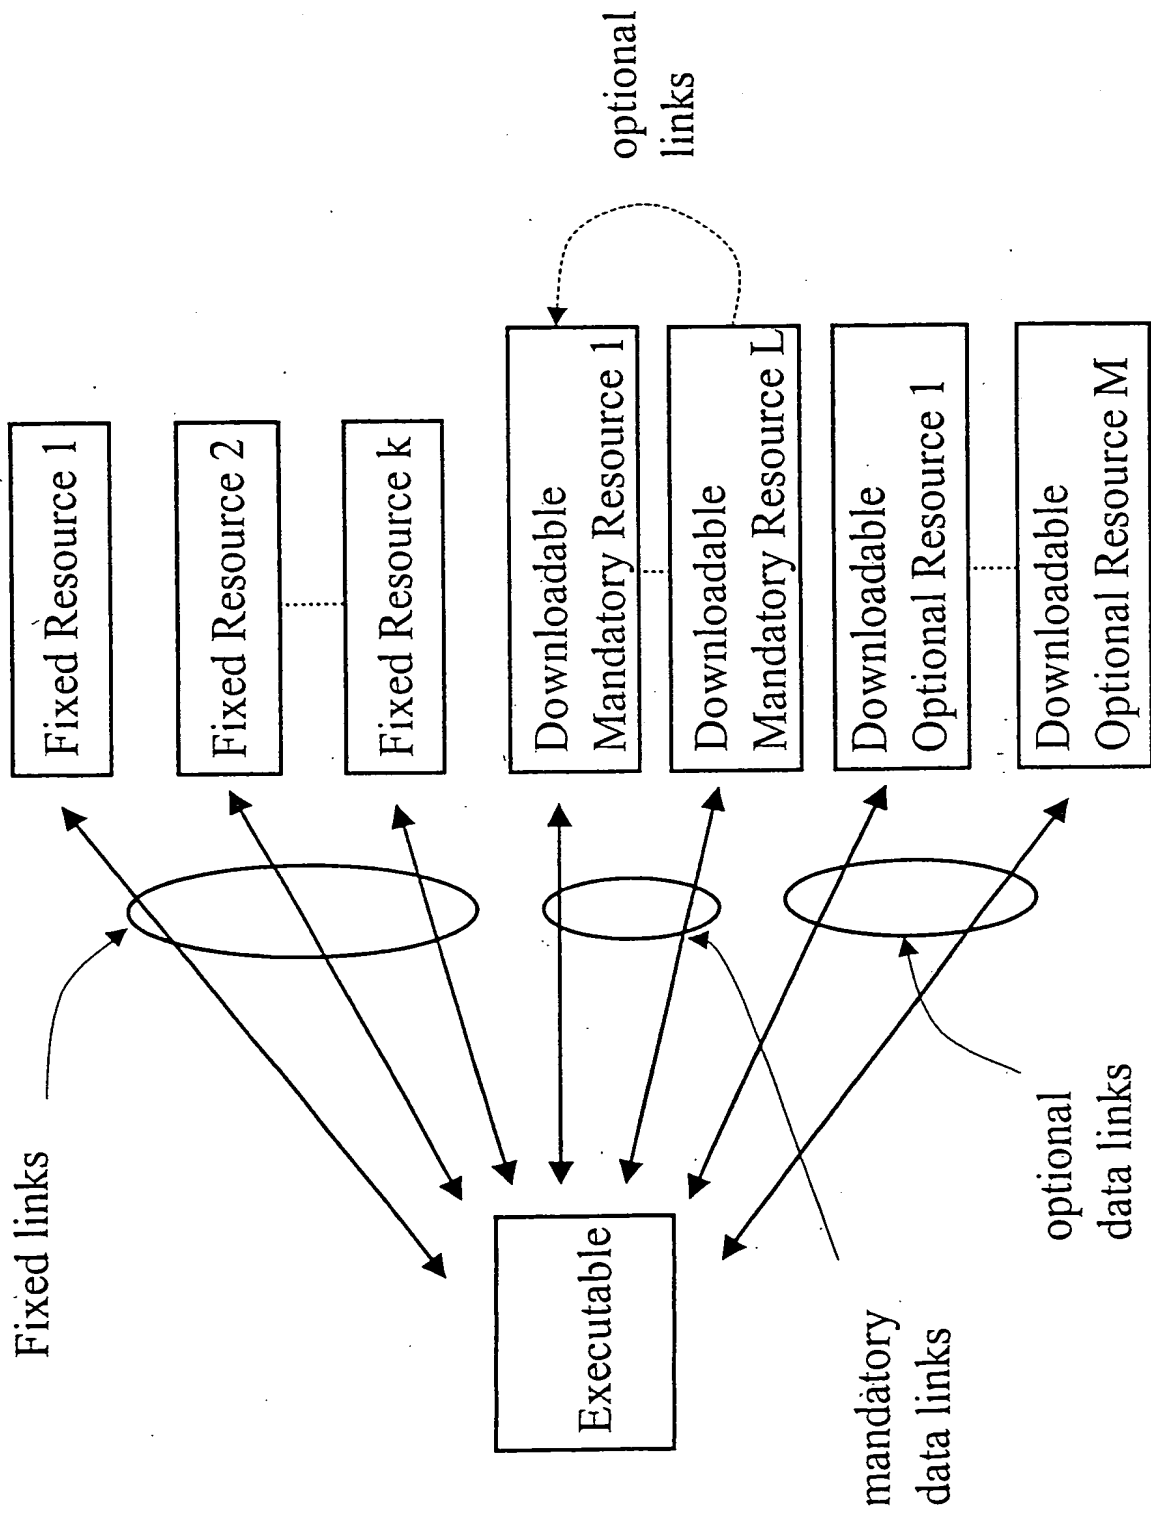 Fixed links
Fixed Resource 1
Fixed Resource 2
Fixed Resource k
Executable
Downloadable
Mandatory Resource 1
Downloadable
Mandatory Resource L
optional
links
Downloadable
Optional Resource 1
Downloadable
Optional Resource M
mandatory
data links
optional
data links